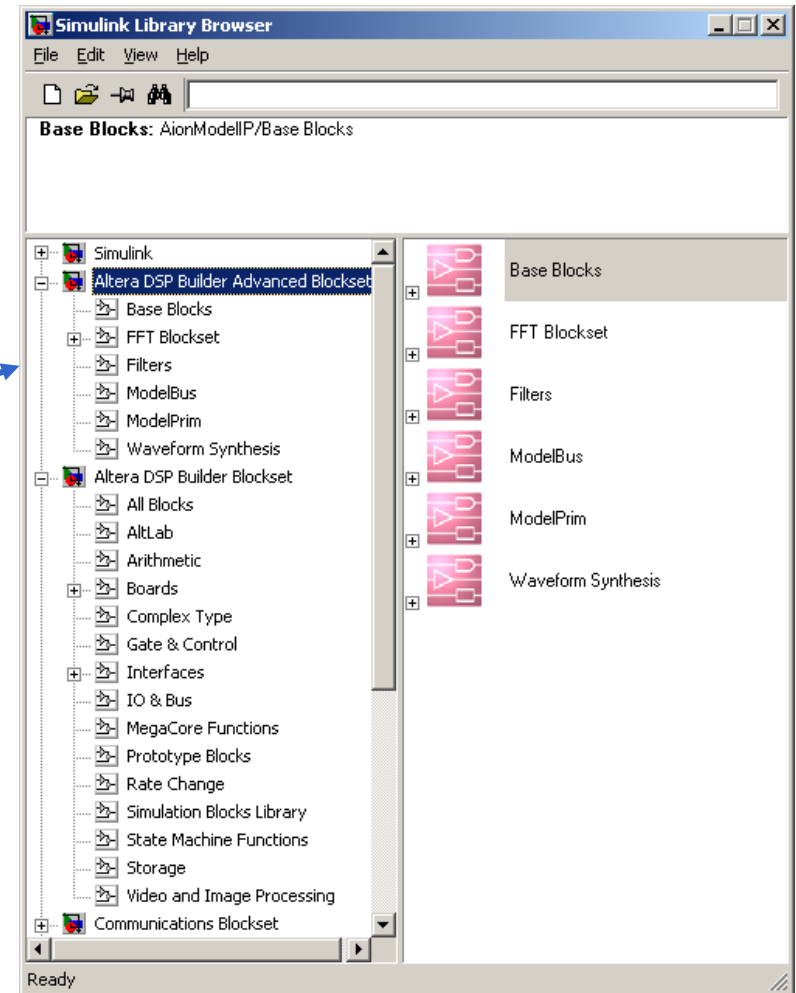 Simulink Library Browser
File Edit View Help
Base Blocks: AionModelIP/Base Blocks
Simulink
Altera DSP Builder Advanced Blockset
Base Blocks
FFT Blockset
Filters
ModelBus
ModelPrim
Waveform Synthesis
Altera DSP Builder Blockset
All Blocks
AltLab
Arithmetic
Boards
Complex Type
Gate & Control
Interfaces
IO & Bus
MegaCore Functions
Prototype Blocks
Rate Change
Simulation Blocks Library
State Machine Functions
Storage
Video and Image Processing
Communications Blockset
Base Blocks
FFT Blockset
Filters
ModelBus
ModelPrim
Waveform Synthesis
Ready